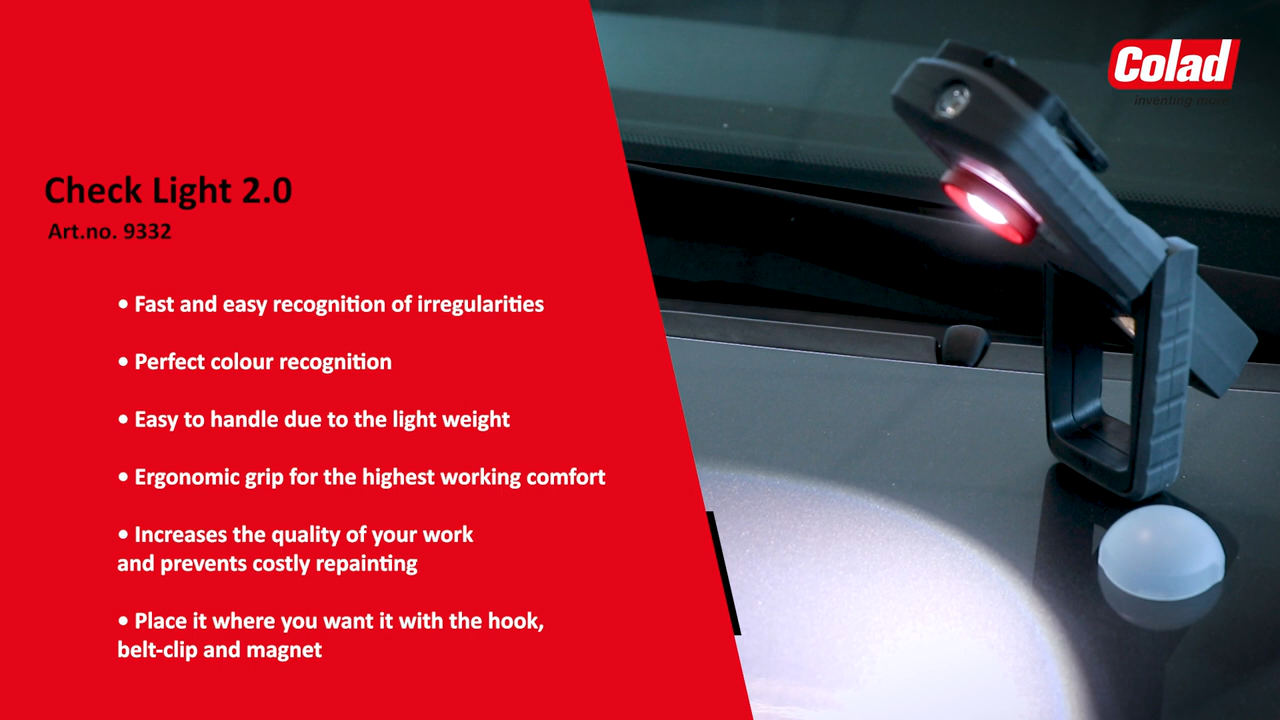 Colad
inventing more
Check Light 2.0
Art.no. 9332
• Fast and easy recognition of irregularities
• Perfect colour recognition
• Easy to handle due to the light weight
• Ergonomic grip for the highest working comfort
• Increases the quality of your work
and prevents costly repainting
• Place it where you want it with the hook,
belt-clip and magnet